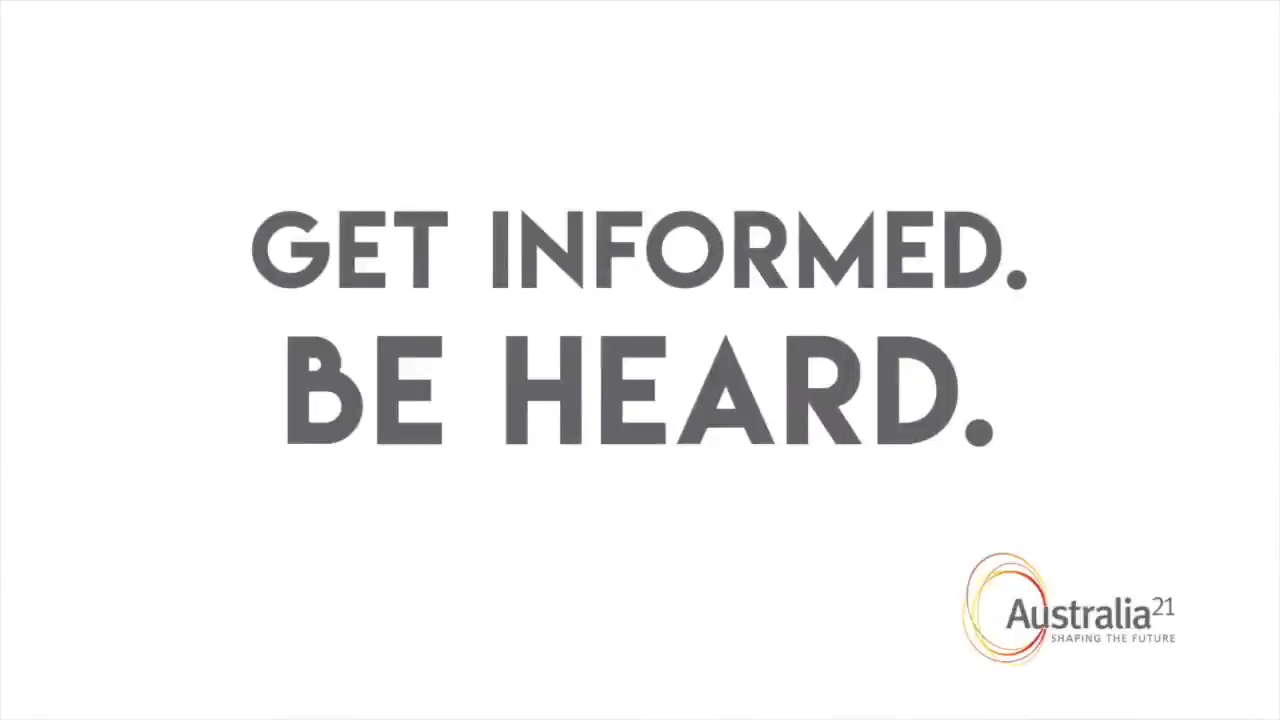 GET INFORMED.
BE HEARD.
Australia21
SHAPING THE FUTURE